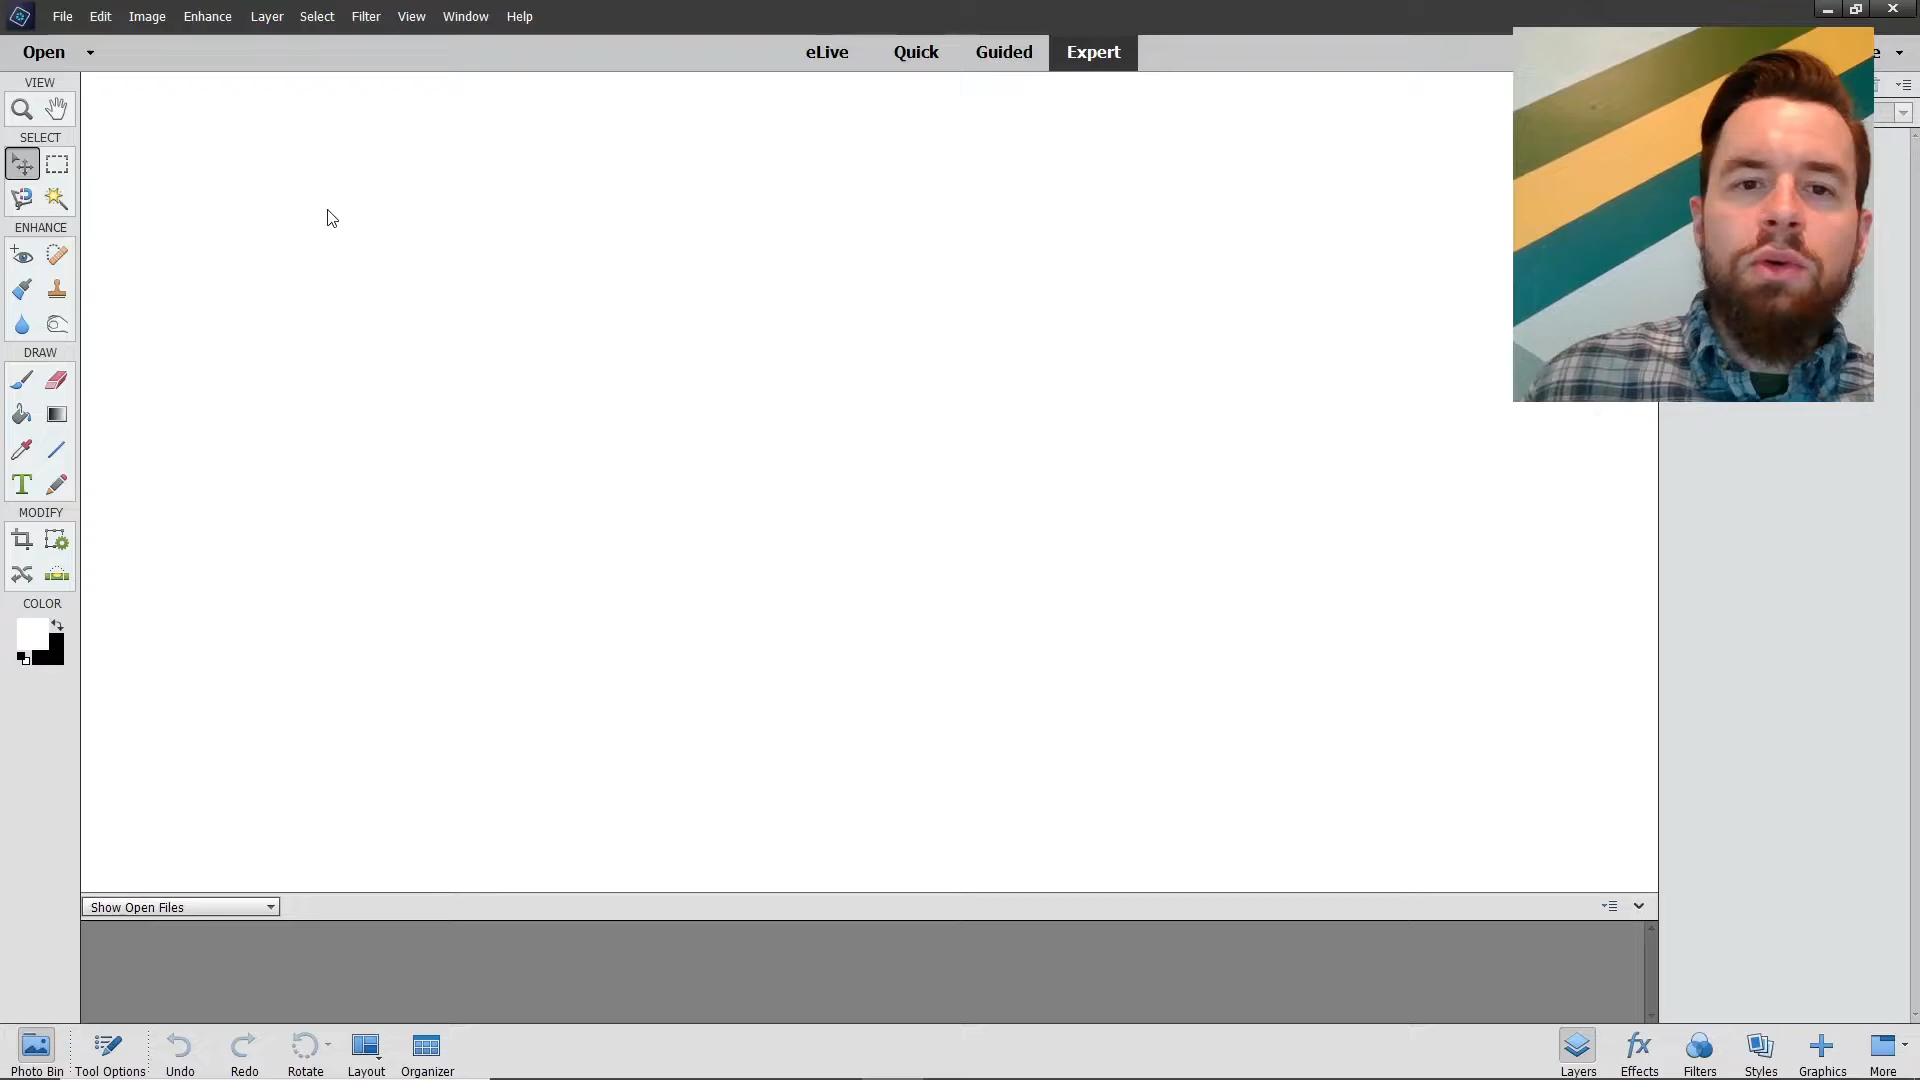 File Edit Image Enhance Layer Select Filter View Window Help
Open eLive Quick Guided Expert
VIEW
SELECT
ENHANCE
DRAW
MODIFY
COLOR
Show Open Files
Photo Bin Tool Options Undo Redo Rotate Layout Organizer Layers Effects Filters Styles Graphics More